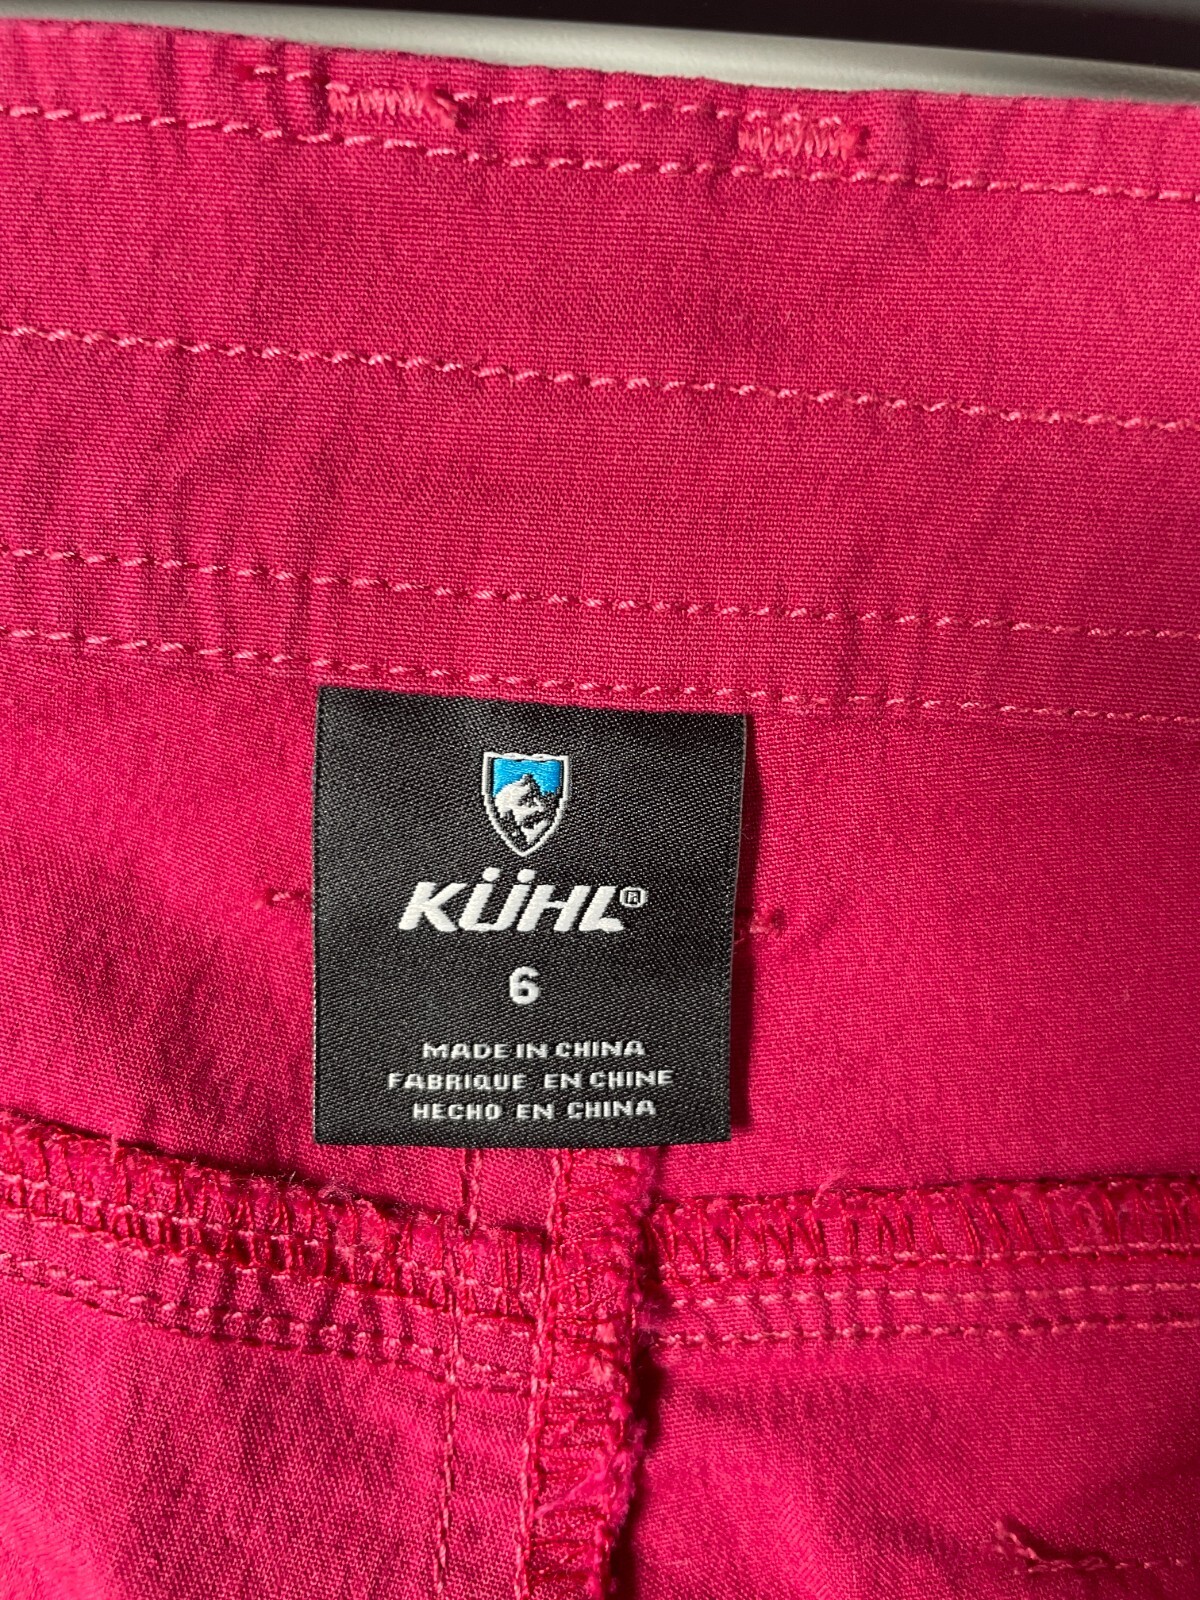 KÜHL®
6
MADE IN CHINA
FABRIQUE EN CHINE
HECHO EN CHINA